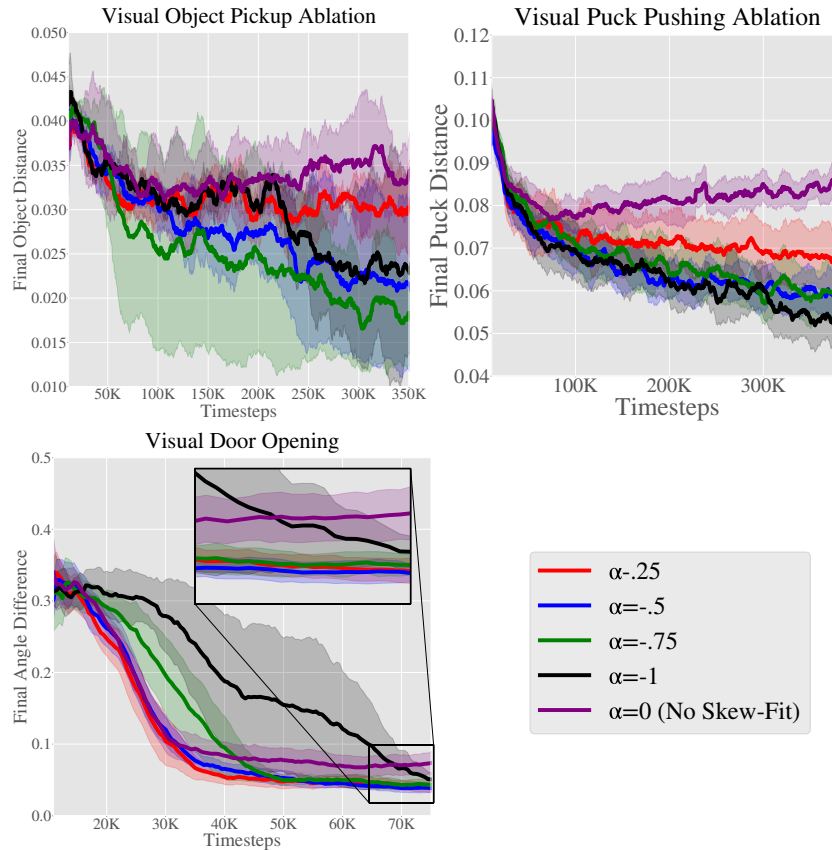 Visual Object Pickup Ablation
Final Object Distance
0.050
0.045
0.040
0.035
0.030
0.025
0.020
0.015
0.010
50K 100K 150K 200K 250K 300K 350K
Timesteps
Visual Puck Pushing Ablation
Final Puck Distance
0.12
0.11
0.10
0.09
0.08
0.07
0.06
0.05
0.04
100K 200K 300K
Timesteps
Visual Door Opening
Final Angle Difference
0.5
0.4
0.3
0.2
0.1
0.0
20K 30K 40K 50K 60K 70K
Timesteps
α-.25
α=-.5
α=-.75
α=-1
α=0 (No Skew-Fit)